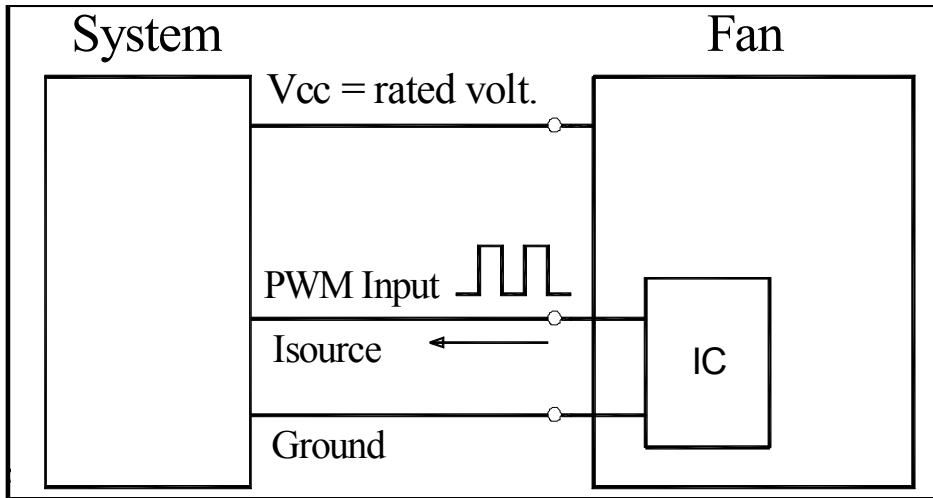 System
Fan
Vcc = rated volt.
PWM Input
Isource
IC
Ground